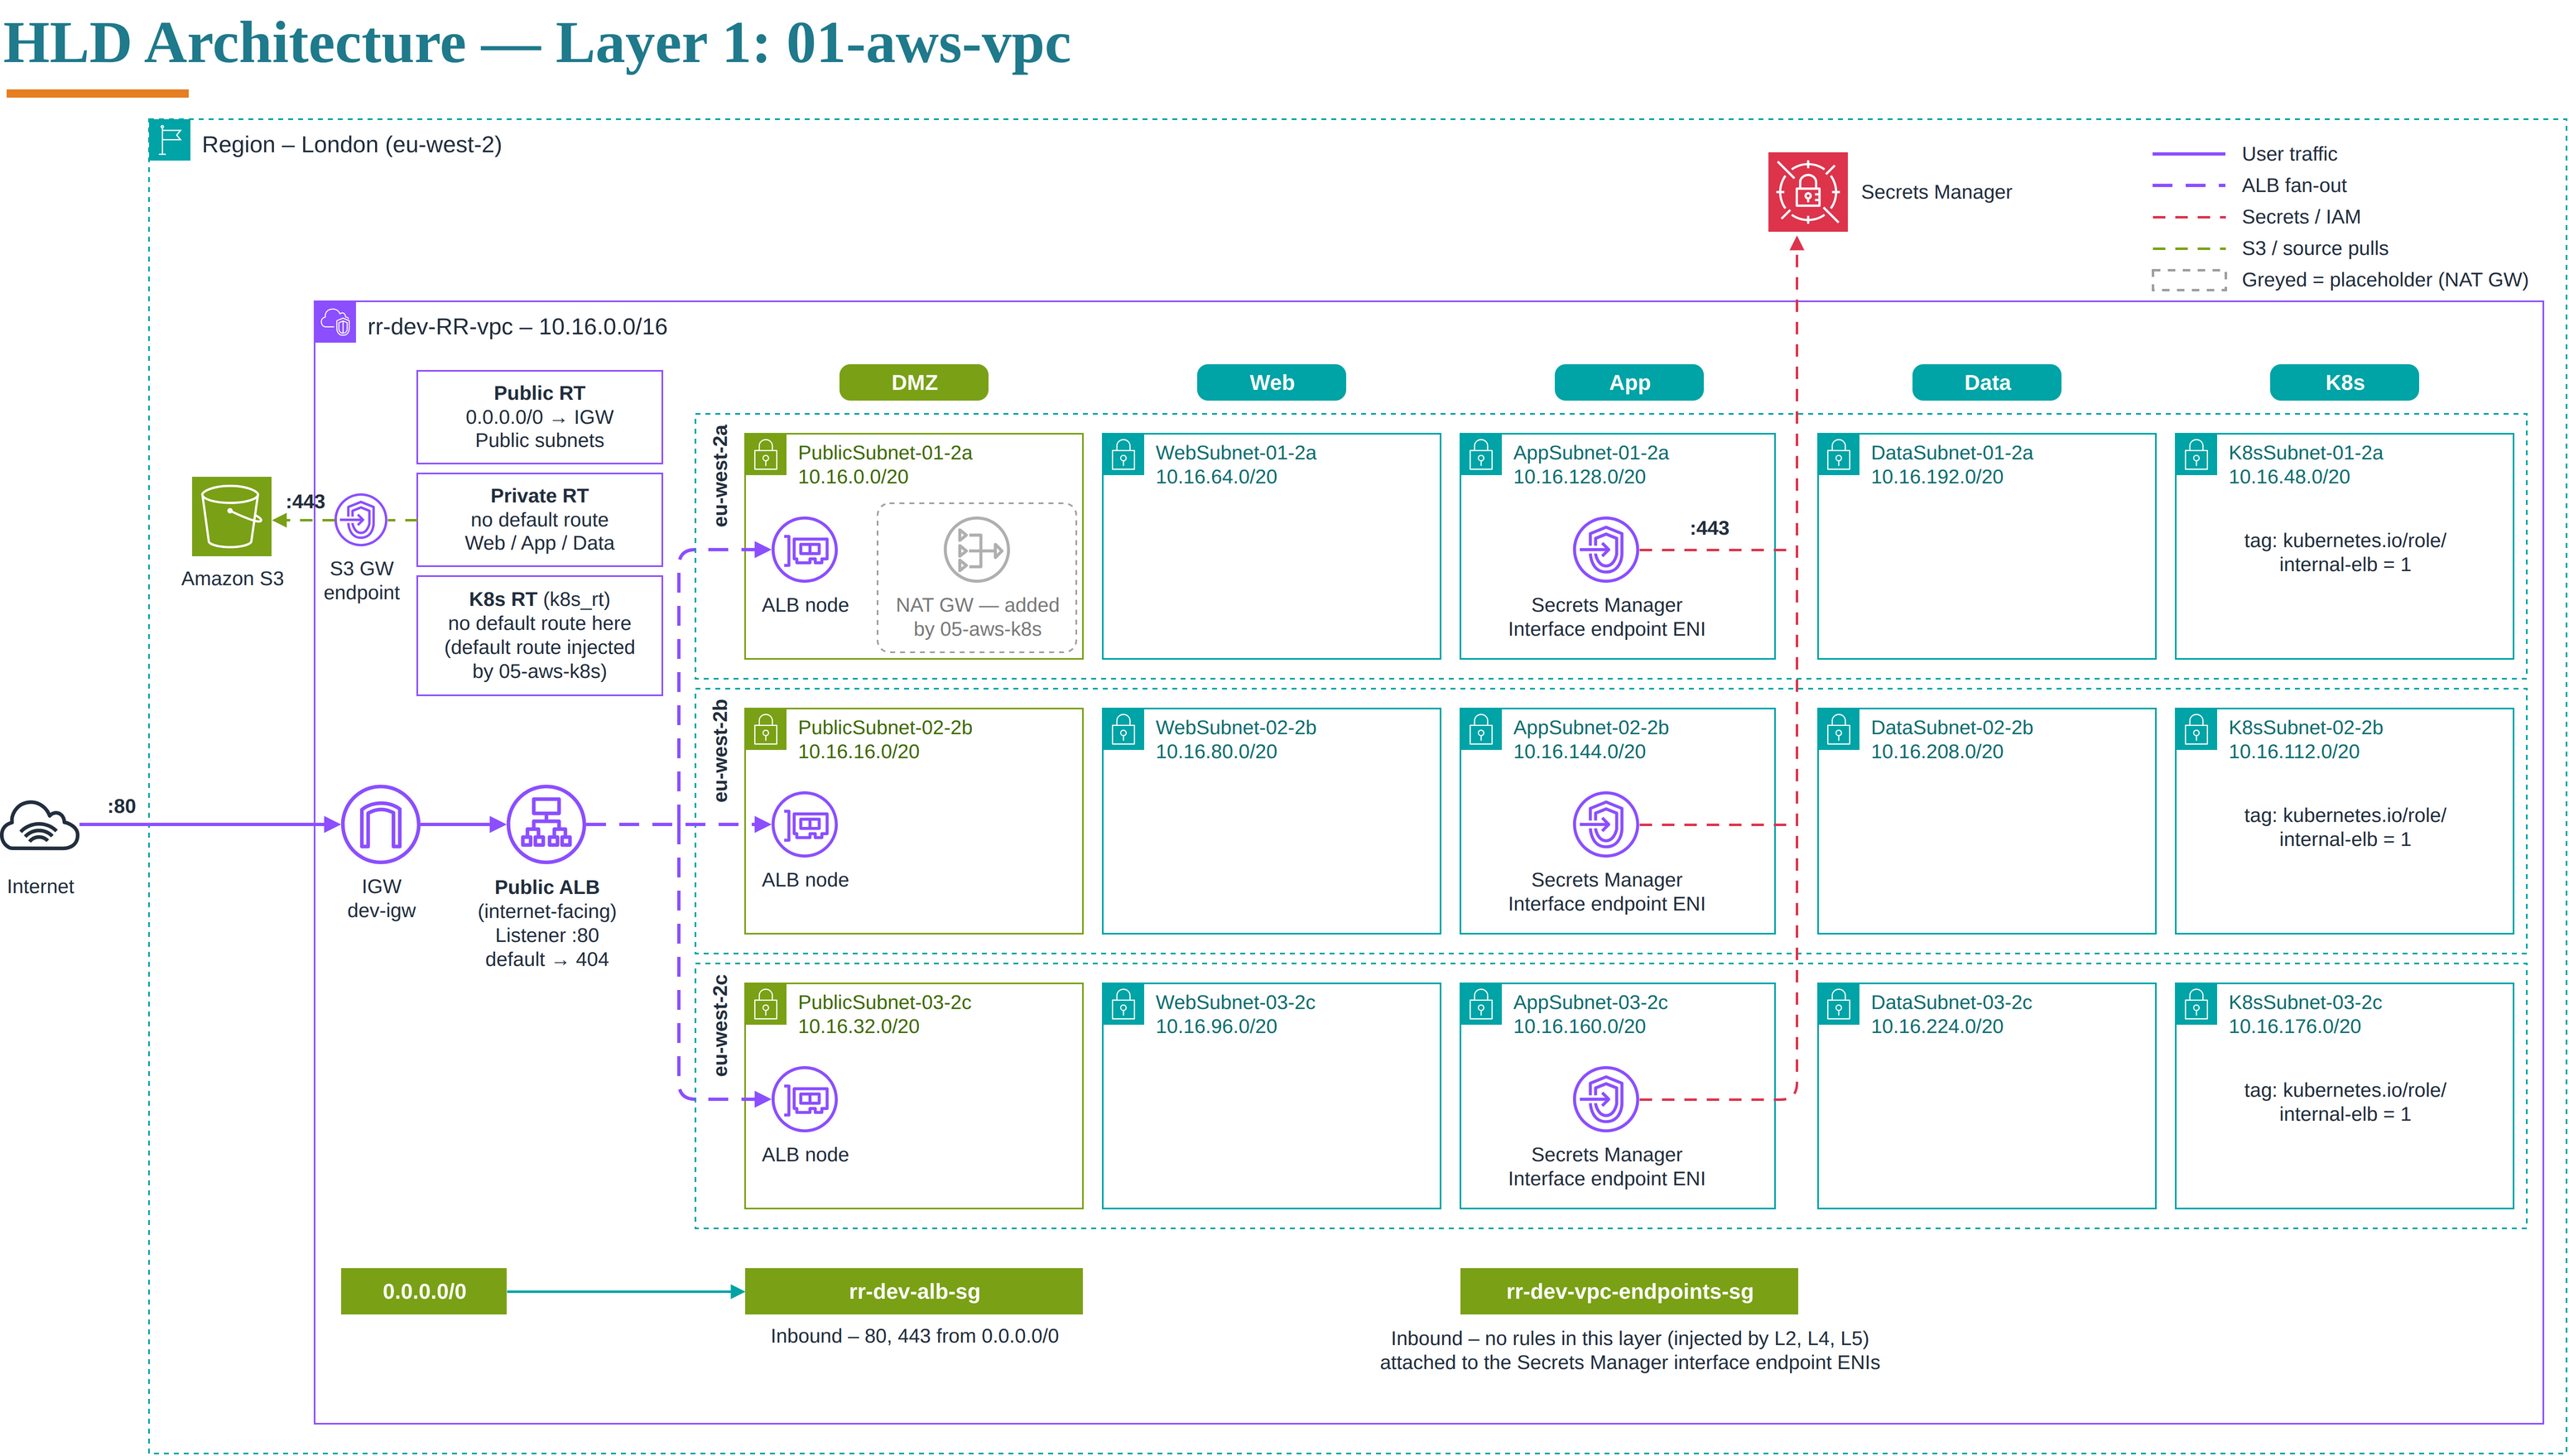 HLD Architecture — Layer 1: 01-aws-vpc
Region – London (eu-west-2)
Secrets Manager
User traffic
ALB fan-out
Secrets / IAM
S3 / source pulls
Greyed = placeholder (NAT GW)
rr-dev-RR-vpc – 10.16.0.0/16
Public RT
0.0.0.0/0 → IGW
Public subnets
Private RT
no default route
Web / App / Data
K8s RT (k8s_rt)
no default route here
(default route injected
by 05-aws-k8s)
:443
Amazon S3
S3 GW
endpoint
DMZ
Web
App
Data
K8s
eu-west-2a
PublicSubnet-01-2a
10.16.0.0/20
ALB node
NAT GW — added
by 05-aws-k8s
WebSubnet-01-2a
10.16.64.0/20
AppSubnet-01-2a
10.16.128.0/20
:443
Secrets Manager
Interface endpoint ENI
DataSubnet-01-2a
10.16.192.0/20
K8sSubnet-01-2a
10.16.48.0/20
tag: kubernetes.io/role/
internal-elb = 1
eu-west-2b
PublicSubnet-02-2b
10.16.16.0/20
ALB node
WebSubnet-02-2b
10.16.80.0/20
AppSubnet-02-2b
10.16.144.0/20
Secrets Manager
Interface endpoint ENI
DataSubnet-02-2b
10.16.208.0/20
K8sSubnet-02-2b
10.16.112.0/20
tag: kubernetes.io/role/
internal-elb = 1
:80
Internet
IGW
dev-igw
Public ALB
(internet-facing)
Listener :80
default → 404
eu-west-2c
PublicSubnet-03-2c
10.16.32.0/20
ALB node
WebSubnet-03-2c
10.16.96.0/20
AppSubnet-03-2c
10.16.160.0/20
Secrets Manager
Interface endpoint ENI
DataSubnet-03-2c
10.16.224.0/20
K8sSubnet-03-2c
10.16.176.0/20
tag: kubernetes.io/role/
internal-elb = 1
0.0.0.0/0
rr-dev-alb-sg
Inbound – 80, 443 from 0.0.0.0/0
rr-dev-vpc-endpoints-sg
Inbound – no rules in this layer (injected by L2, L4, L5)
attached to the Secrets Manager interface endpoint ENIs